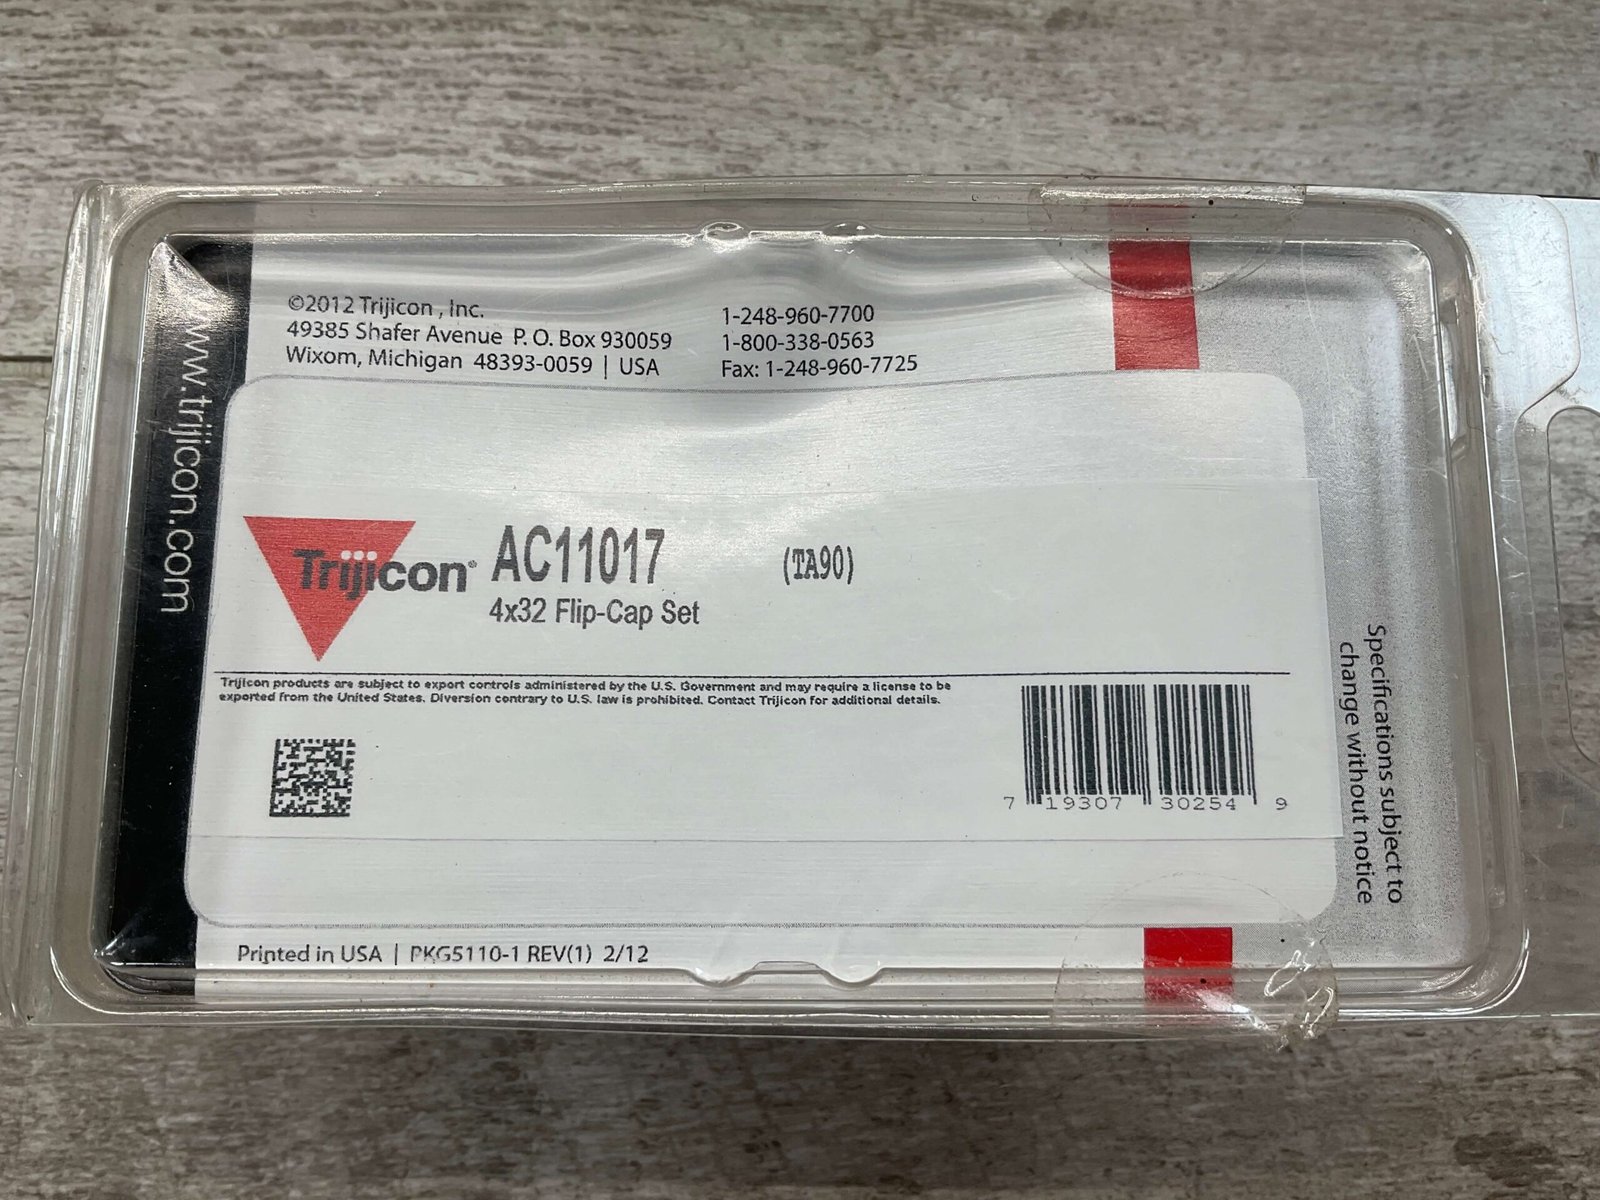 ©2012 Trijicon , Inc.
49385 Shafer Avenue P. O. Box 930059
Wixom, Michigan 48393-0059 | USA
1-248-960-7700
1-800-338-0563
Fax: 1-248-960-7725
www.trijicon.com
Trijicon®
AC11017
(TA90)
4x32 Flip-Cap Set
Trijicon products are subject to export controls administered by the U.S. Government and may require a license to be
exported from the United States. Diversion contrary to U.S. law is prohibited. Contact Trijicon for additional details.
7 19307 30254 9
Specifications subject to
change without notice
Printed in USA | PKG5110-1 REV(1) 2/12